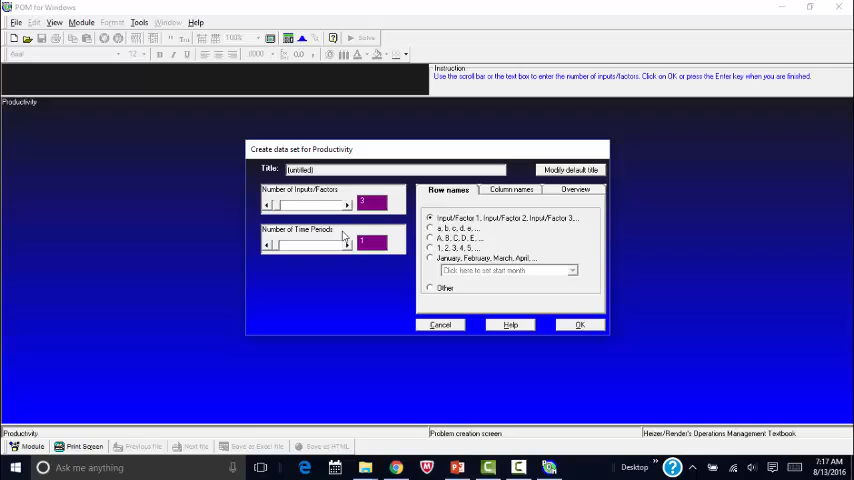 POM for Windows
File Edit View Module Format Tools Window Help
100% Solve
Arial 12 B I U .0000 0.0
Instruction
Use the scroll bar or the text box to enter the number of inputs/factors. Click on OK or press the Enter key when you are finished.
Productivity
Create data set for Productivity
Title: (untitled) Modify default title
Number of Inputs/Factors
3
Number of Time Periods
1
Row names Column names Overview
Input/Factor 1, Input/Factor 2, Input/Factor 3,...
a, b, c, d, e, ...
A, B, C, D, E, ...
1, 2, 3, 4, 5, ...
January, February, March, April, ...
Click here to set start month
Other
Cancel Help OK
Productivity Problem creation screen Heizer/Render's Operations Management Textbook
Module Print Screen Previous file Next file Save as Excel file Save as HTML
Ask me anything Desktop 7:17 AM
8/13/2016